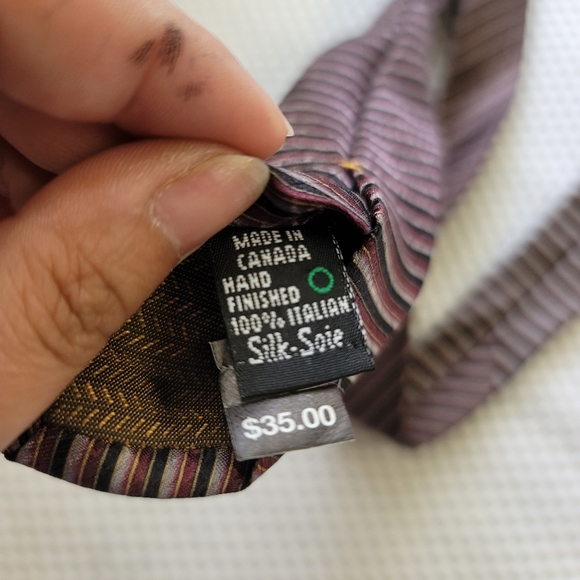 MADE IN
CANADA
HAND
FINISHED
100% ITALIAN
Silk-Soie
$35.00